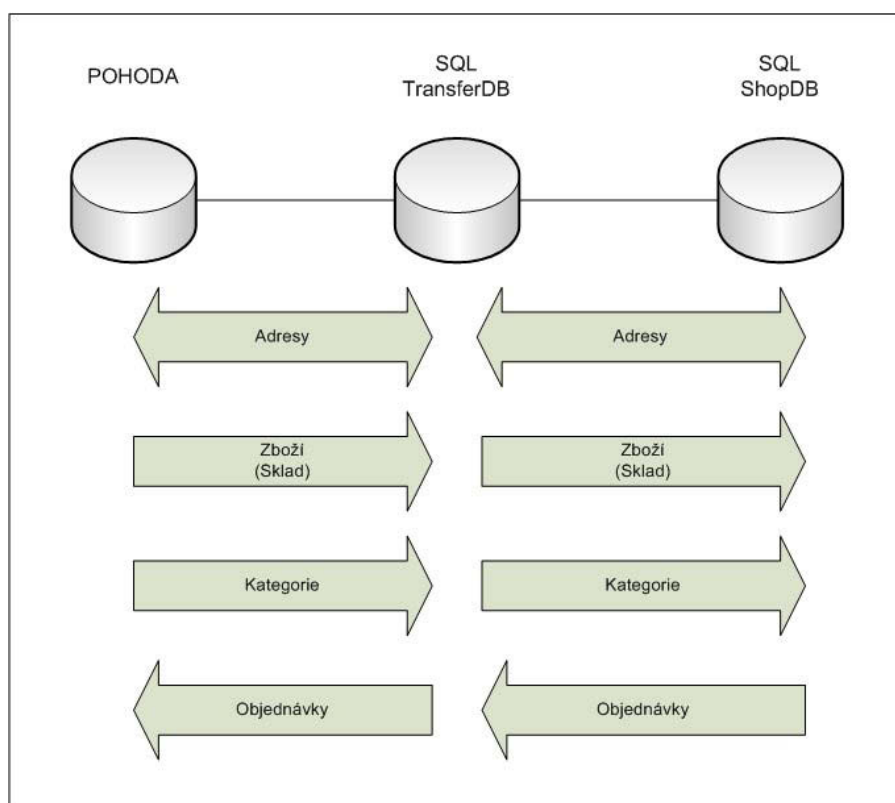 POHODA
SQL
TransferDB
SQL
ShopDB
Adresy
Adresy
Zboží
(Sklad)
Zboží
(Sklad)
Kategorie
Kategorie
Objednávky
Objednávky